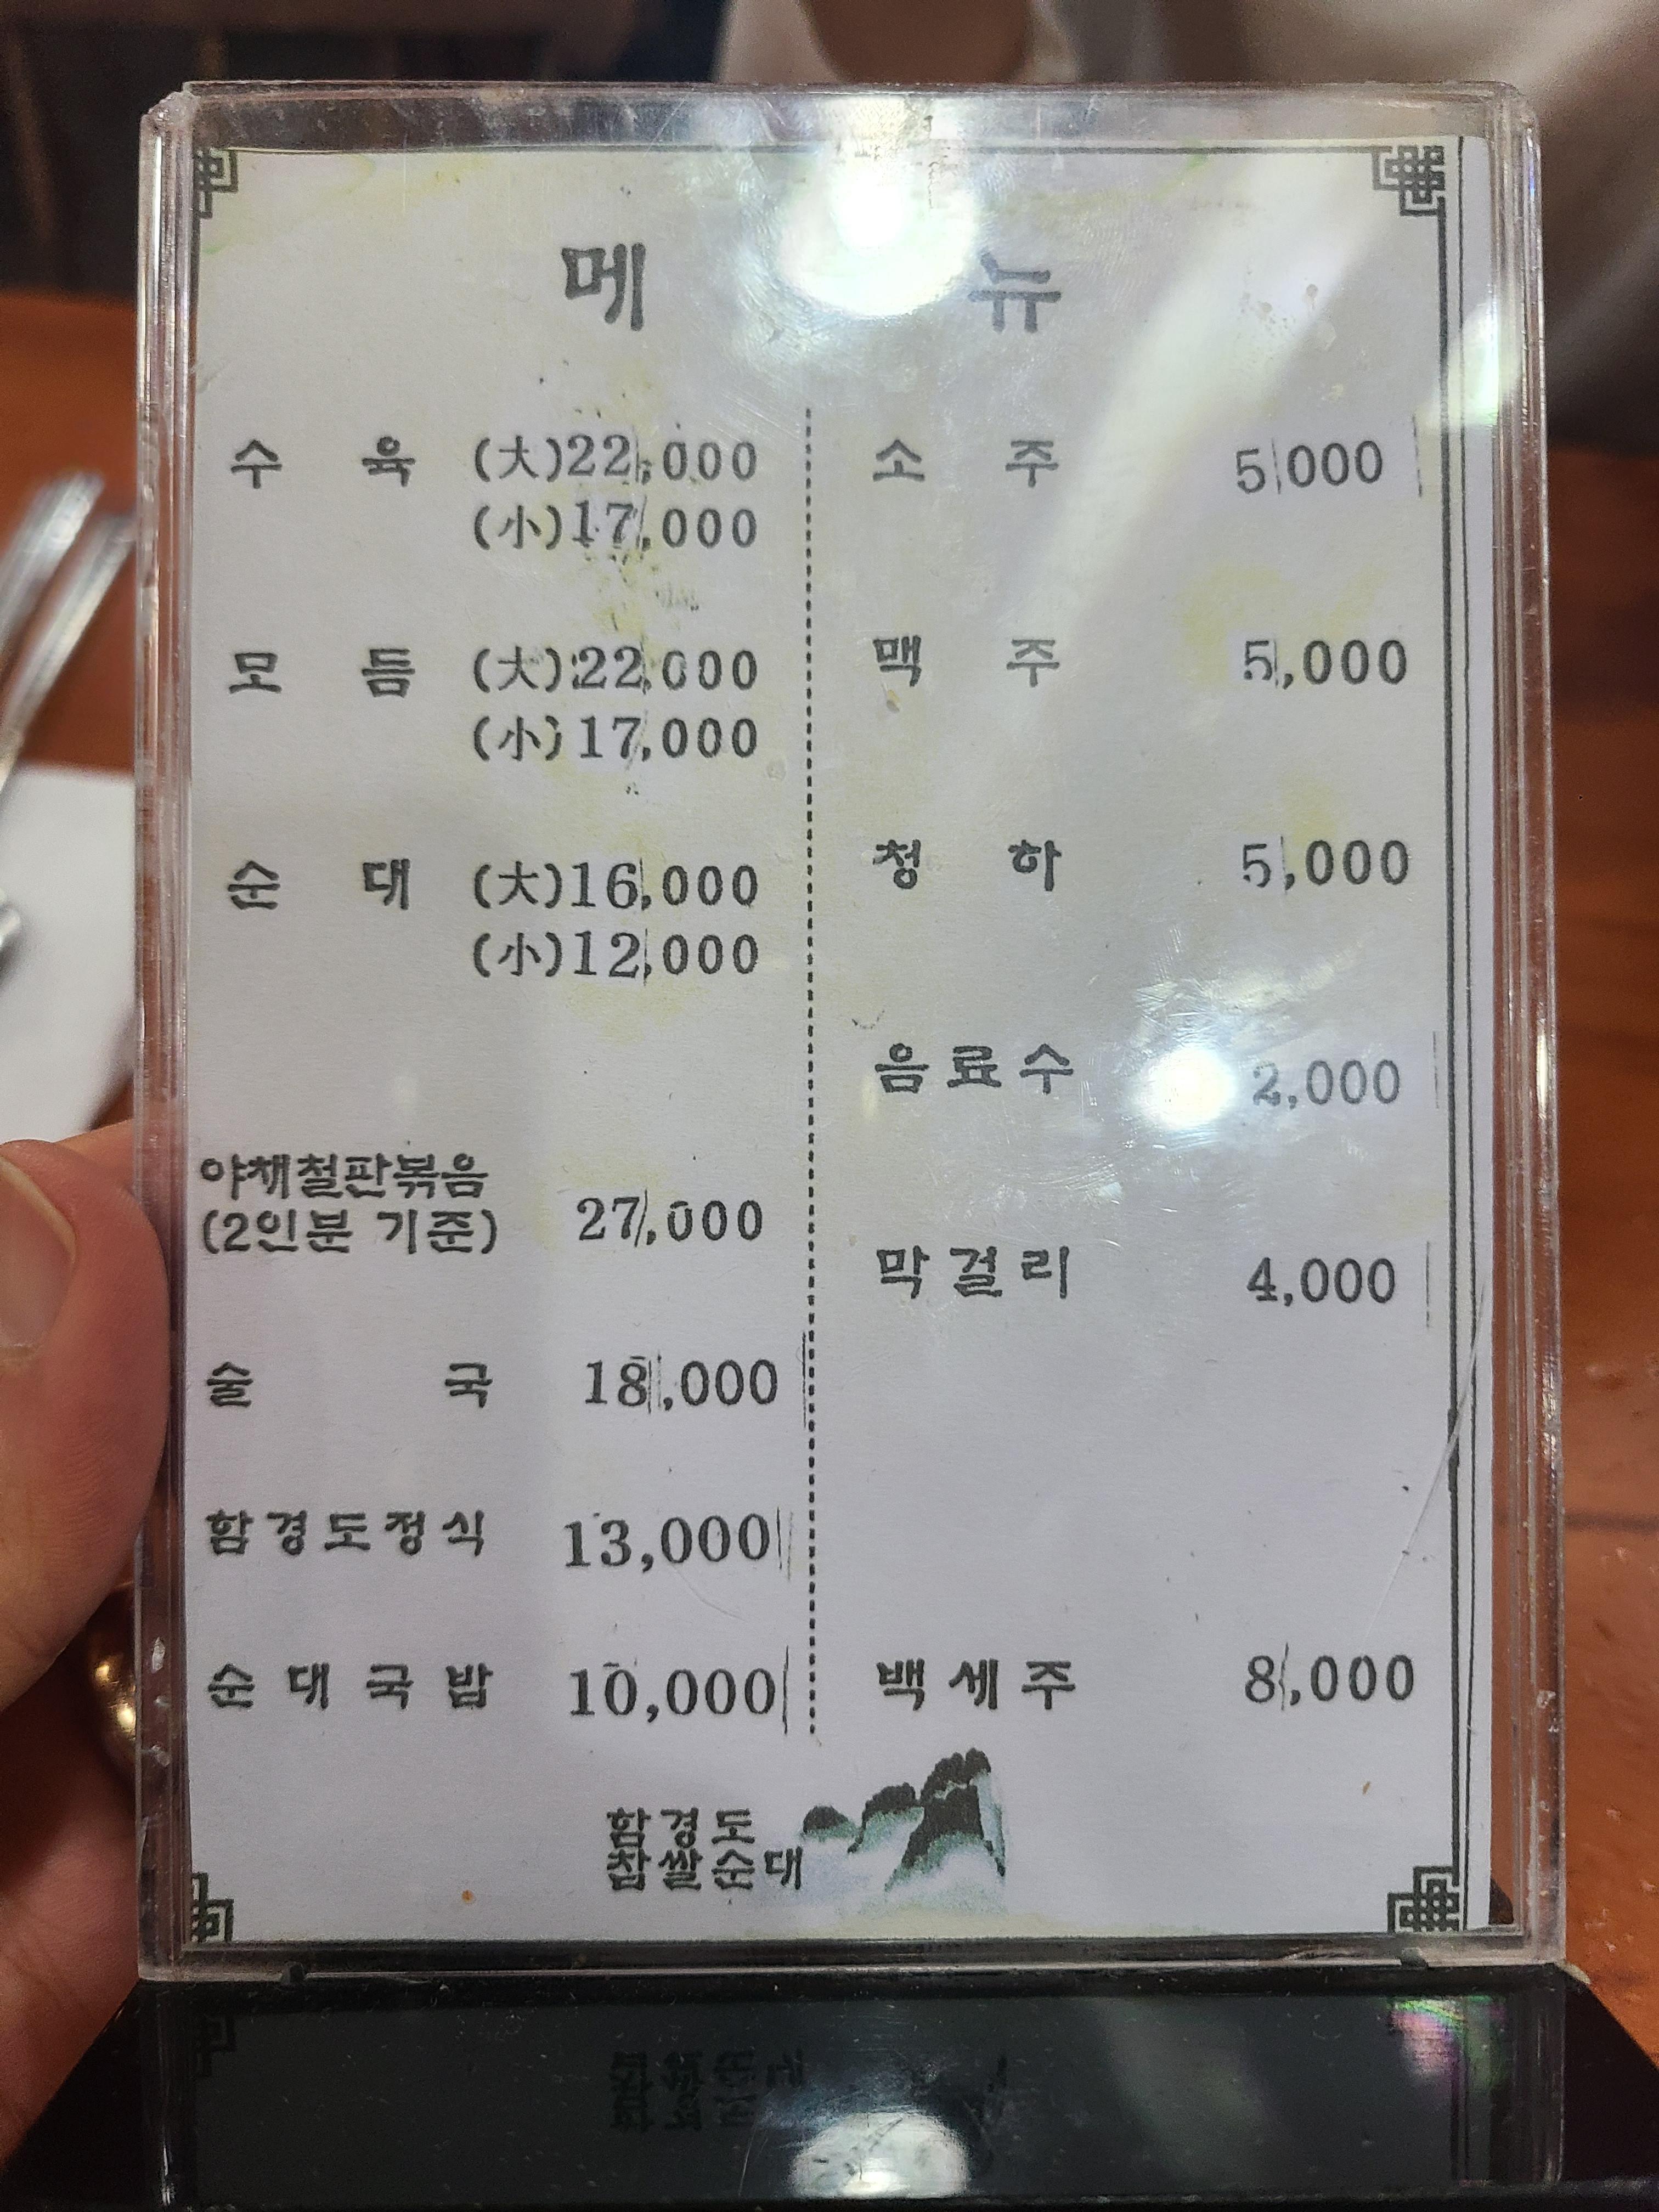 메 뉴
수 육 (大)22,000
(小)17,000
모 듬 (大)22,000
(小)17,000
순 대 (大)16,000
(小)12,000
야채철판볶음
(2인분 기준) 27,000
술 국 18,000
함경도정식 13,000
순대국밥 10,000
소 주 5,000
맥 주 5,000
청 하 5,000
음료수 2,000
막걸리 4,000
백세주 8,000
함경도
찹쌀순대